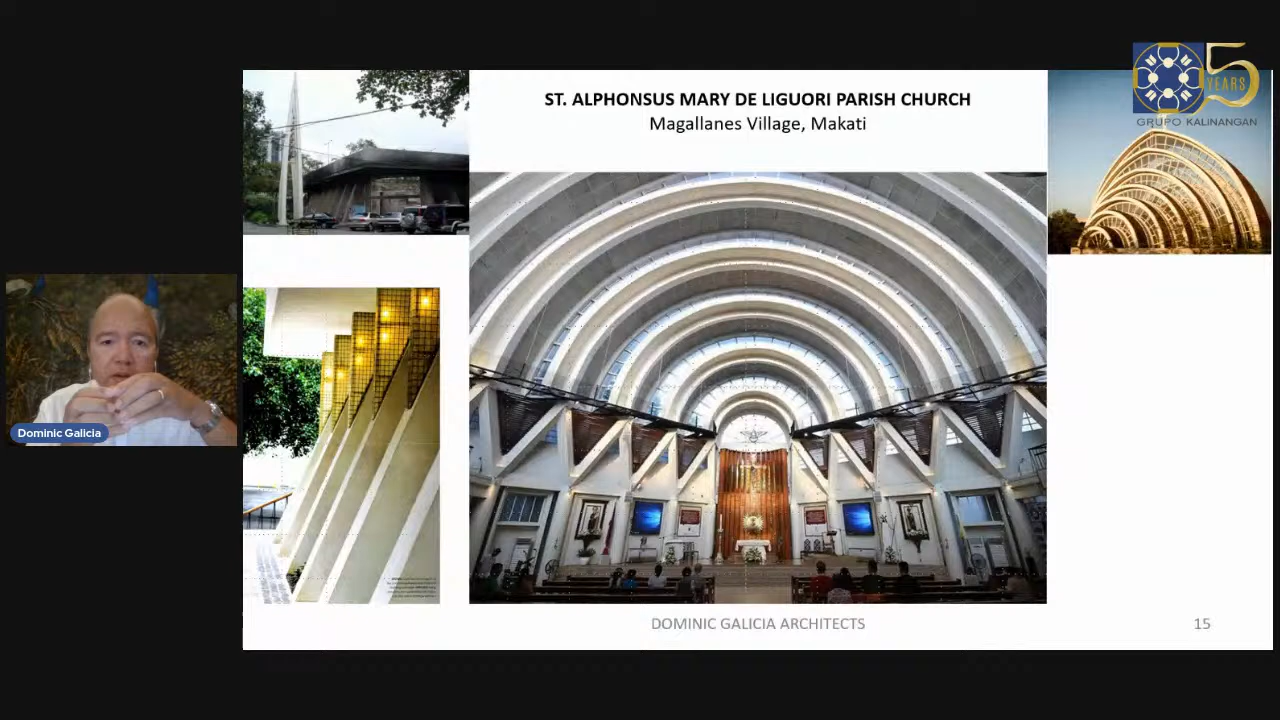 5
YEARS
GRUPO KALINANGAN
ST. ALPHONSUS MARY DE LIGUORI PARISH CHURCH
Magallanes Village, Makati
Dominic Galicia
DOMINIC GALICIA ARCHITECTS
15